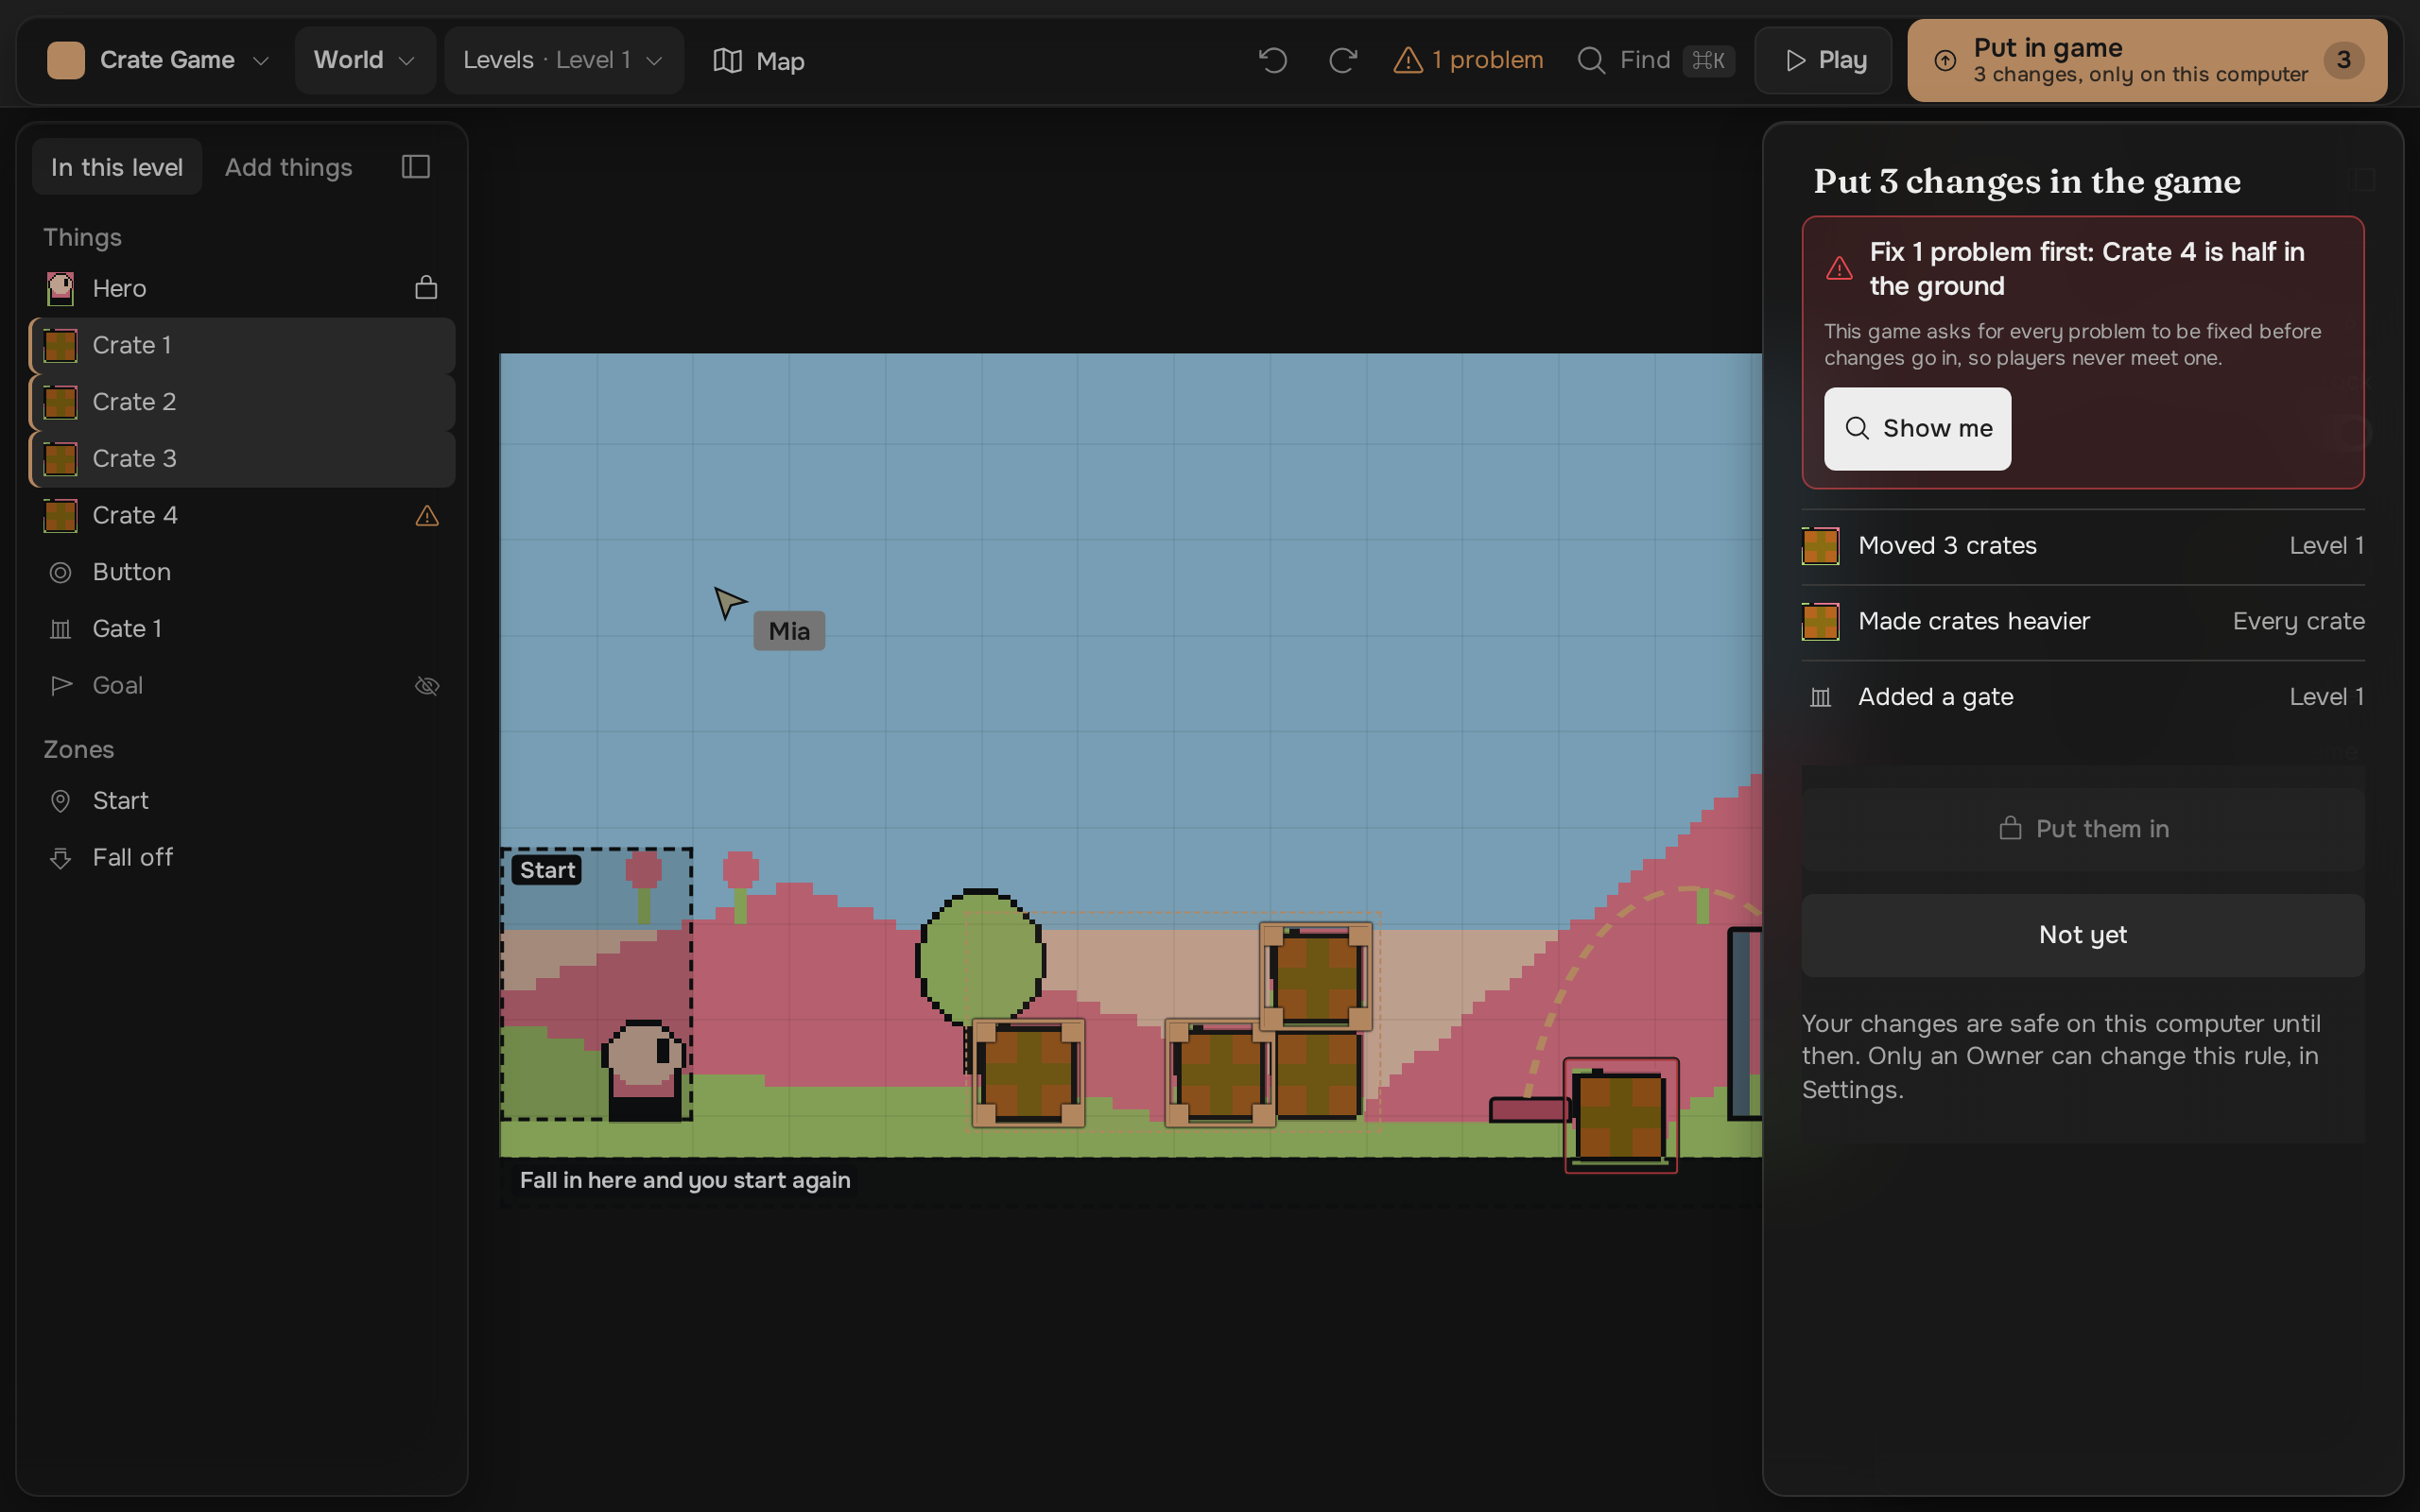 Crate Game
World
Levels · Level 1
Map
1 problem
Find
⌘K
Play
Put in game
3 changes, only on this computer
3
In this level
Add things
Things
Hero
Crate 1
Crate 2
Crate 3
Crate 4
Button
Gate 1
Goal
Zones
Start
Fall off
Mia
Start
Fall in here and you start again
Put 3 changes in the game
Fix 1 problem first: Crate 4 is half in
the ground
This game asks for every problem to be fixed before
changes go in, so players never meet one.
Show me
Moved 3 crates
Level 1
Made crates heavier
Every crate
Added a gate
Level 1
Put them in
Not yet
Your changes are safe on this computer until
then. Only an Owner can change this rule, in
Settings.